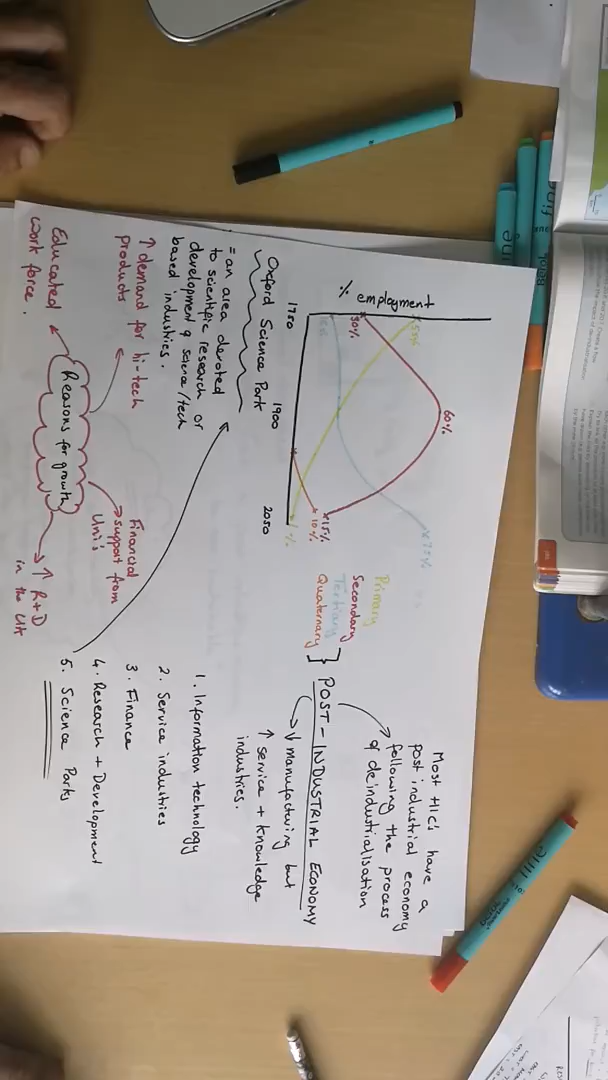 % employment
55%
30%
60%
75%
15%
10%
1750
1900
2050
Primary
Secondary
Tertiary
Quaternary
Most HIC's have a
post industrial economy
following the process
of deindustrialisation
POST-INDUSTRIAL ECONOMY
↓ Manufacturing but
↑ service + knowledge
industries.
1. Information technology
2. Service industries
3. Finance
4. Research + Development
5. Science Parks
Oxford Science Park
= an area devoted
to scientific research or
development of science/tech
based industries.
Reasons for growth
↑ demand for hi-tech
products
Educated
work force.
Financial
support from
Uni's
↑ R+D
in the UK